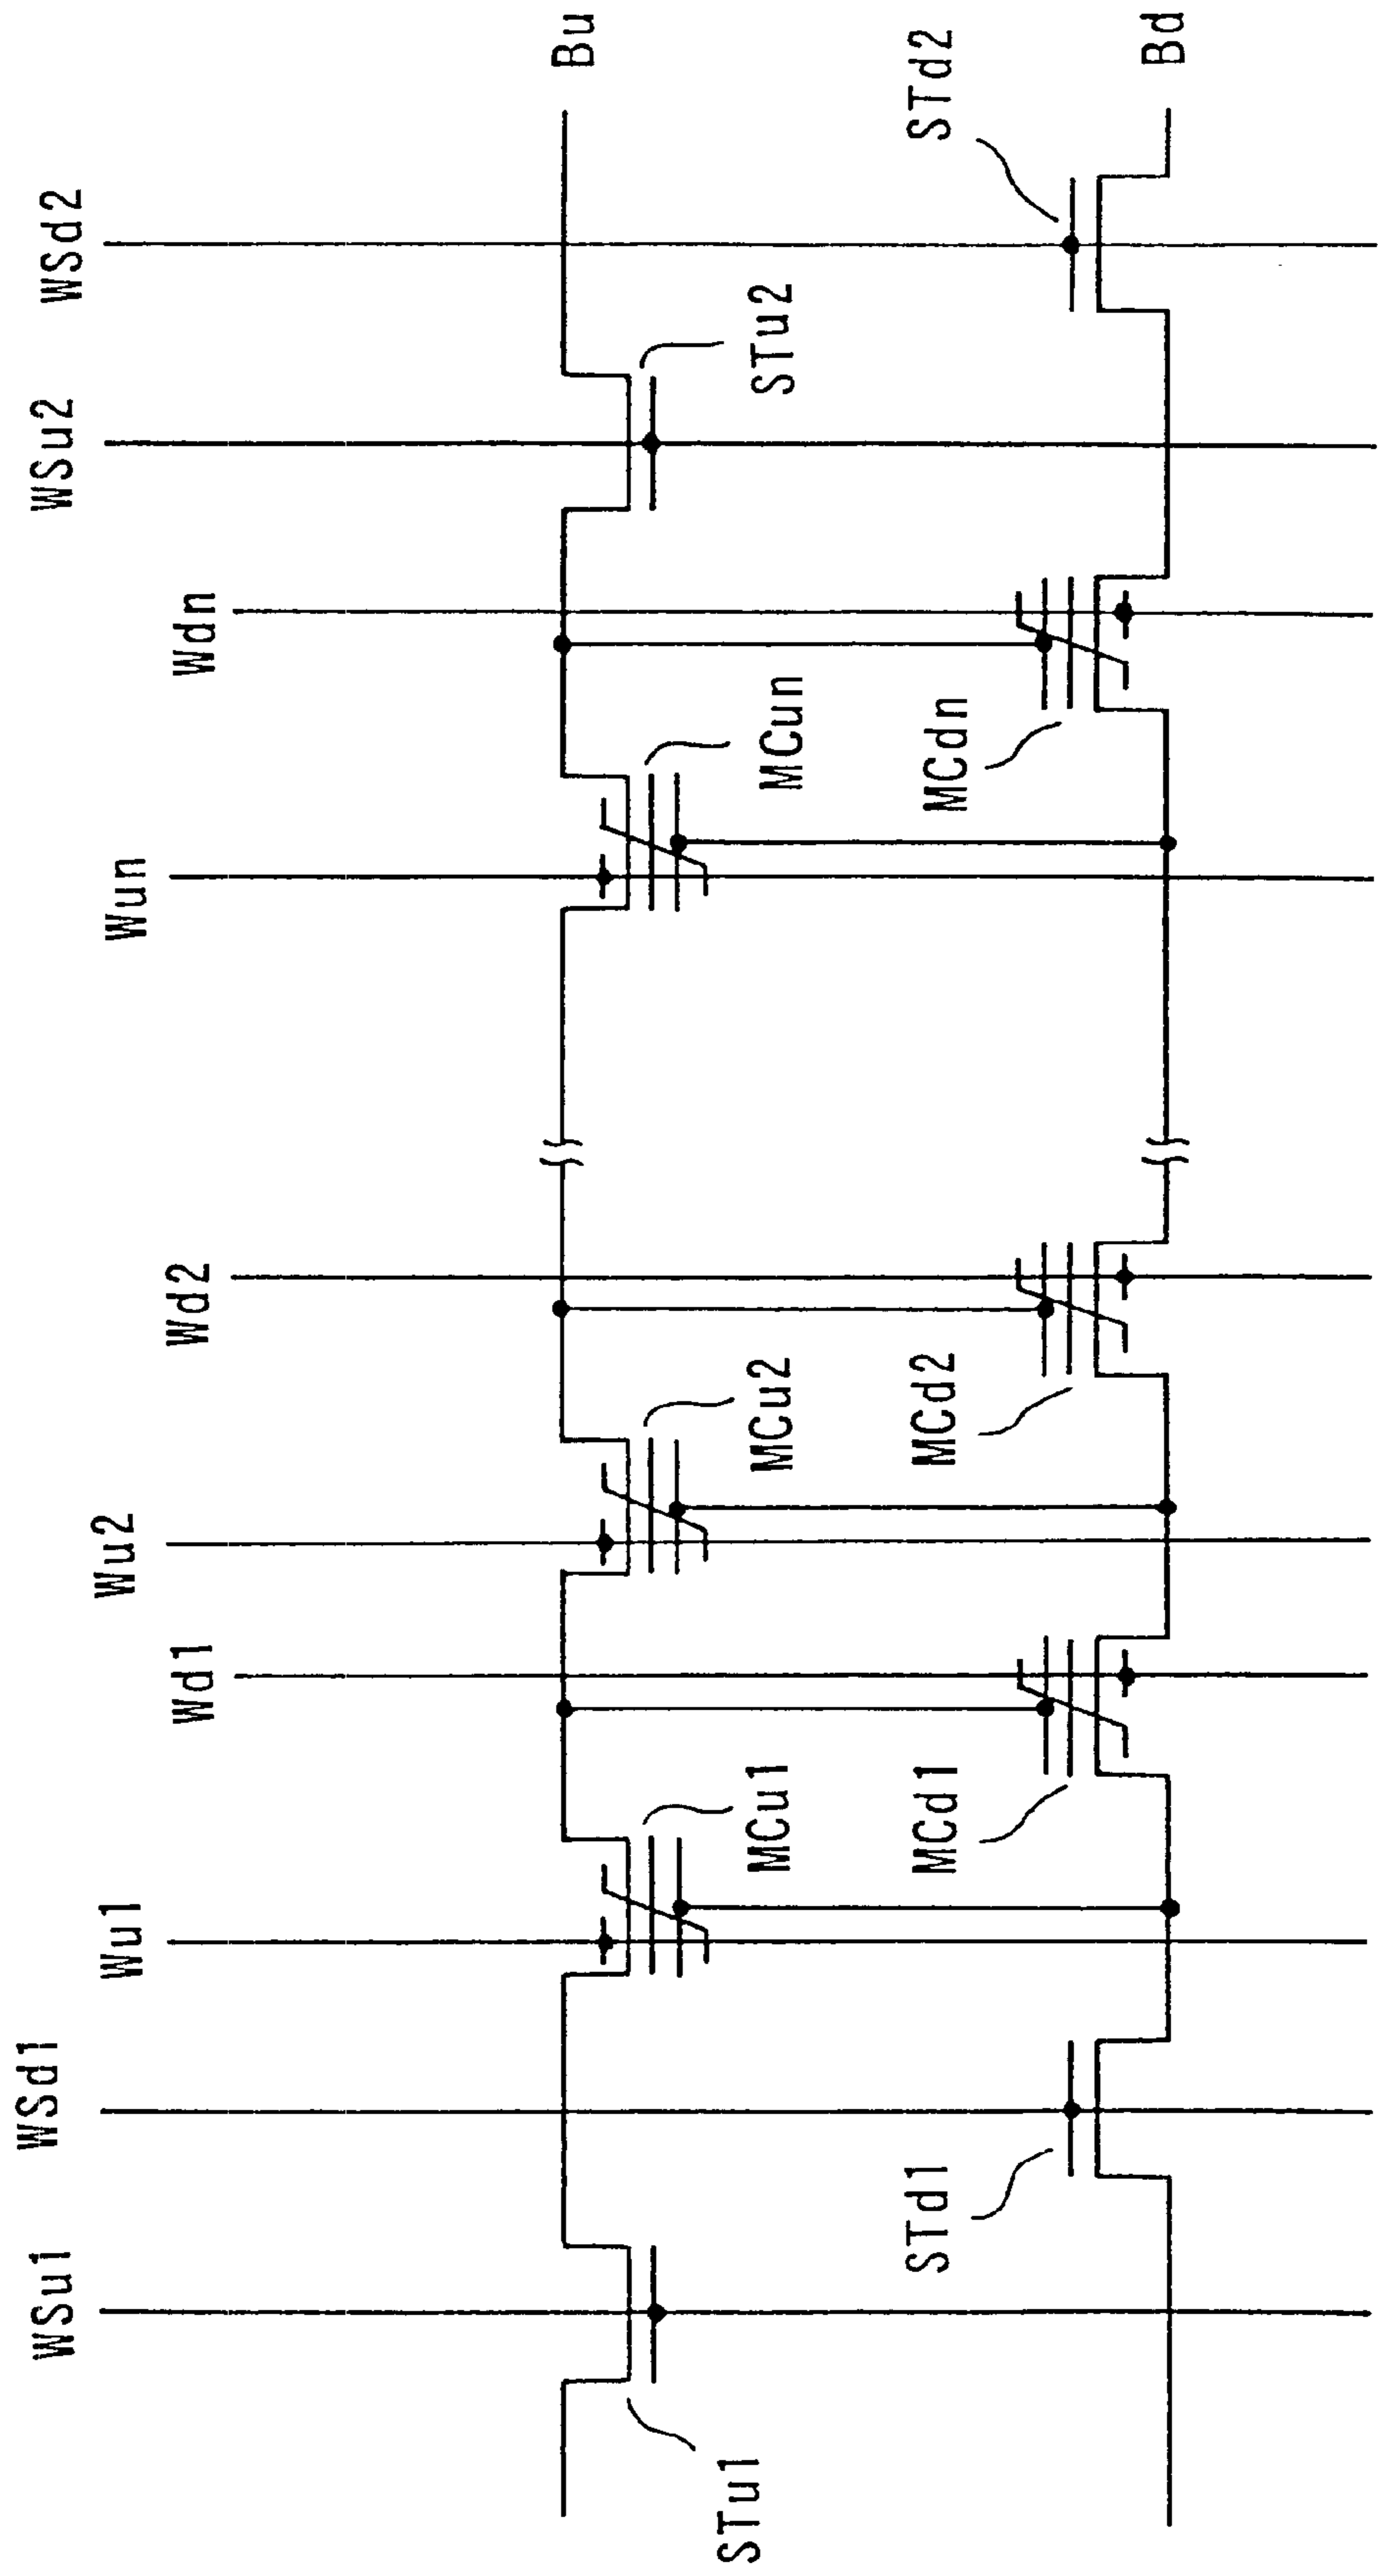 WSu1
WSd1
Wu1
Wd1
Wu2
Wd2
Wun
Wdn
WSu2
WSd2
Bu
STu1
MCu1
MCu2
MCun
STu2
STd1
MCd1
MCd2
MCdn
STd2
Bd